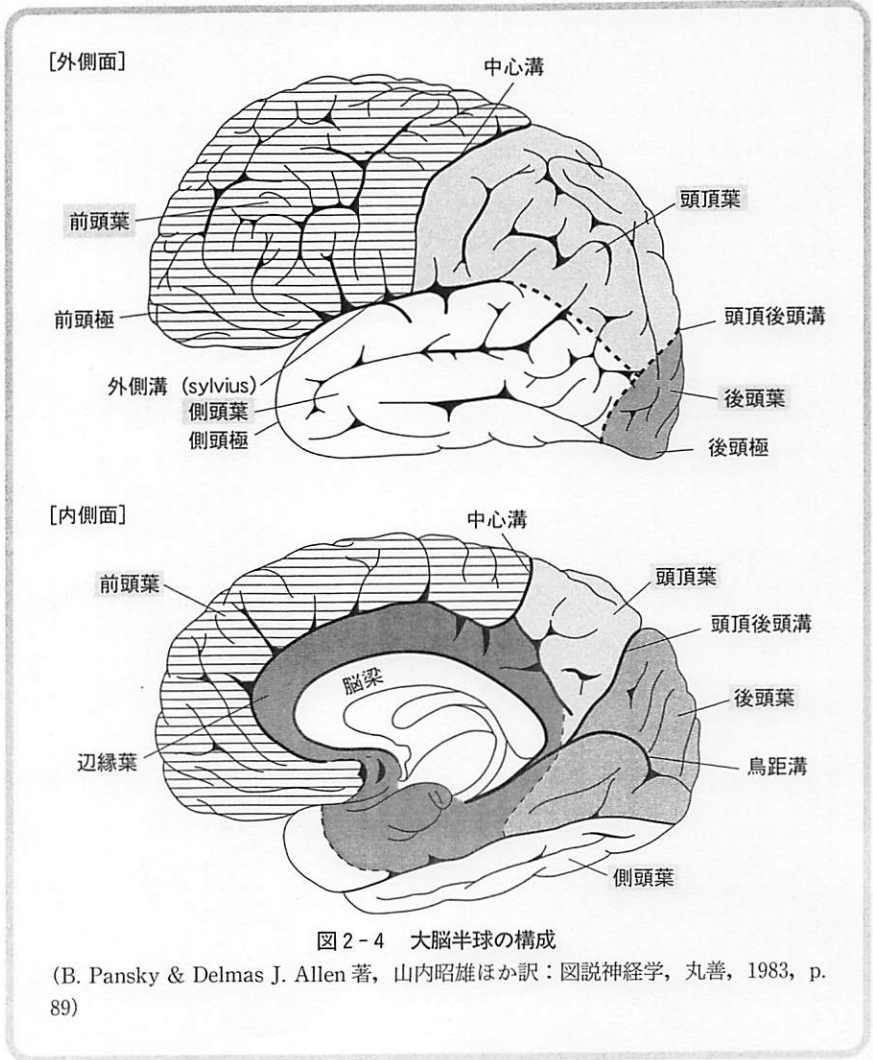 [外側面]
中心溝
頭頂葉
前頭葉
前頭極
頭頂後頭溝
外側溝 (sylvius)
側頭葉
後頭葉
側頭極
後頭極
[内側面]
中心溝
前頭葉
頭頂葉
頭頂後頭溝
脳梁
後頭葉
辺縁葉
鳥距溝
側頭葉
図2-4 大脳半球の構成
(B. Pansky & Delmas J. Allen 著, 山内昭雄ほか訳:図説神経学, 丸善, 1983, p.
89)